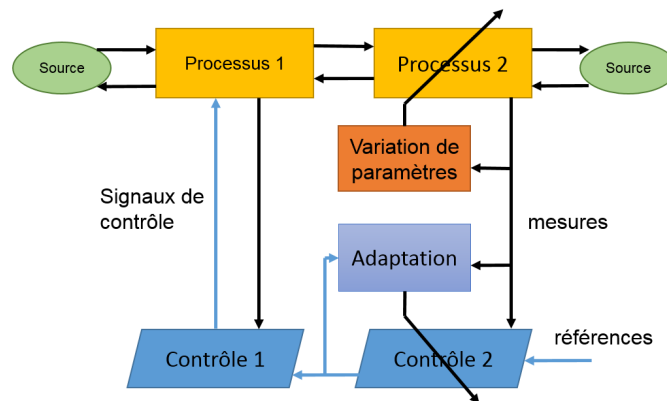 Source
Processus 1
Processus 2
Source
Variation de
paramètres
Signaux de
contrôle
mesures
Adaptation
références
Contrôle 1
Contrôle 2